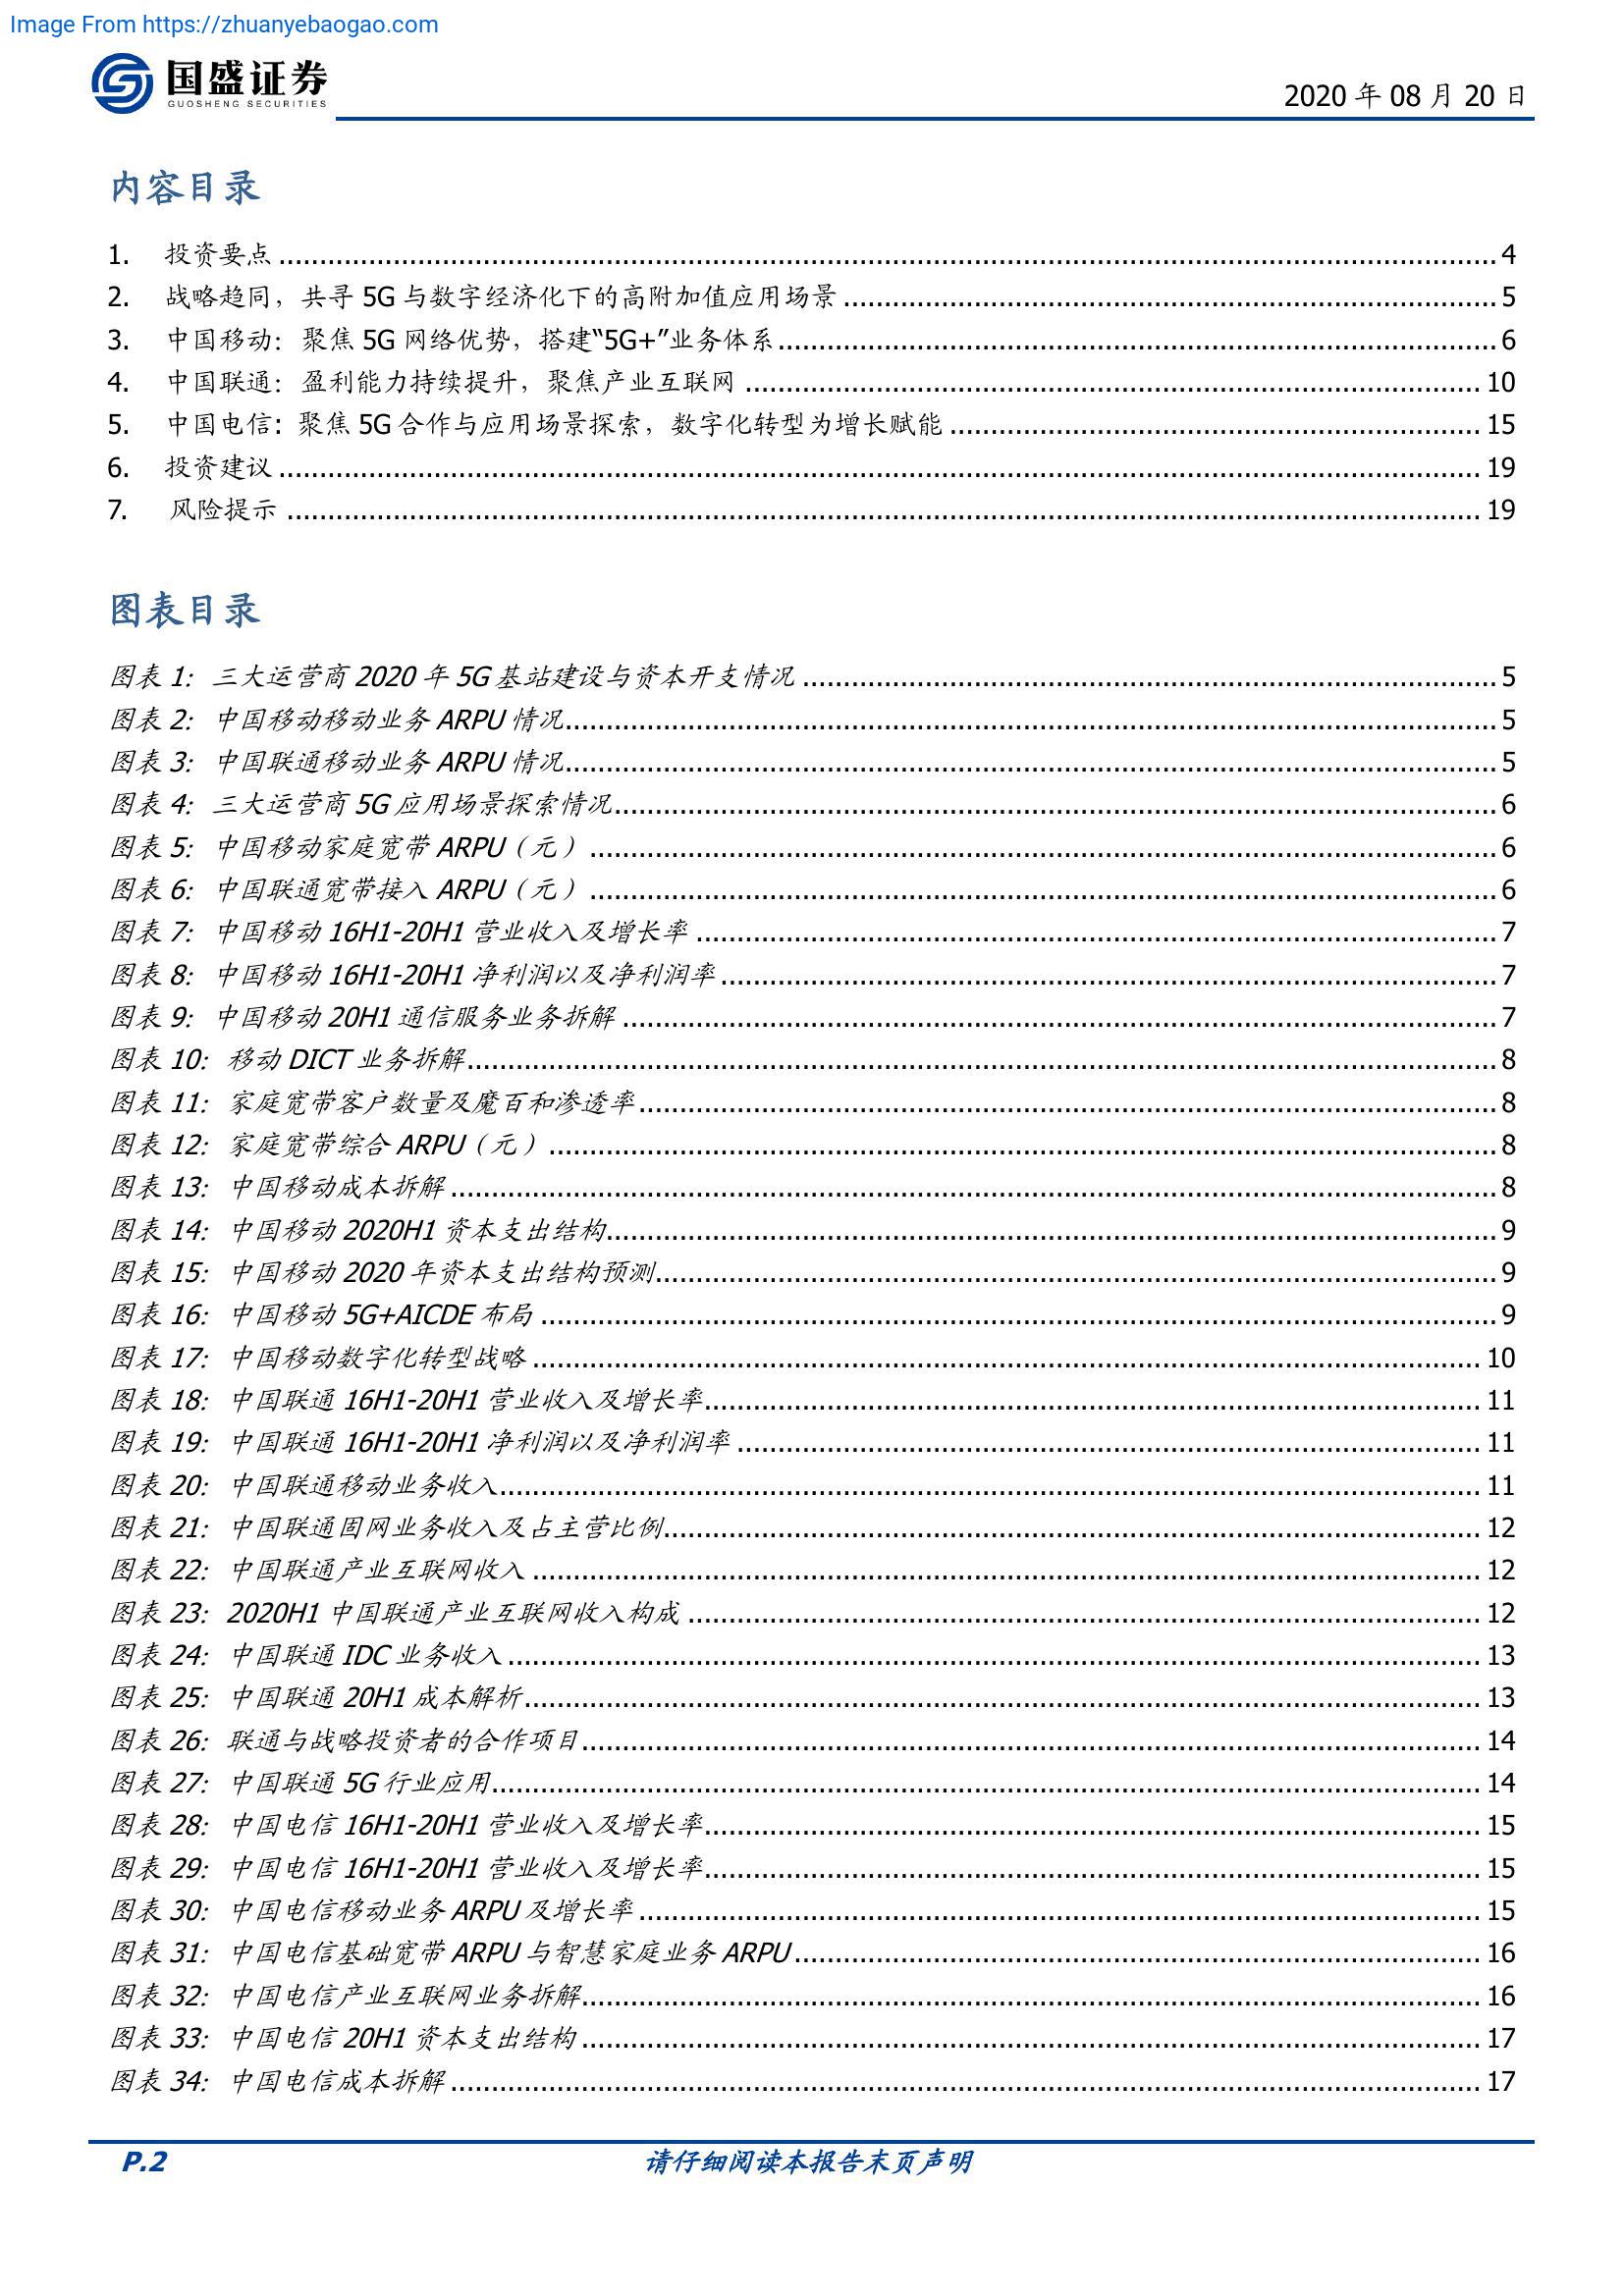 Image From https://zhuanyebaogao.com
国盛证券
GUOSHENG SECURITIES
2020 年 08 月 20 日
内容目录
1. 投资要点 4
2. 战略趋同，共寻 5G 与数字经济化下的高附加值应用场景 5
3. 中国移动：聚焦 5G 网络优势，搭建“5G+”业务体系 6
4. 中国联通：盈利能力持续提升，聚焦产业互联网 10
5. 中国电信: 聚焦 5G 合作与应用场景探索，数字化转型为增长赋能 15
6. 投资建议 19
7. 风险提示 19
图表目录
图表 1: 三大运营商 2020 年 5G 基站建设与资本开支情况 5
图表 2: 中国移动移动业务 ARPU 情况 5
图表 3: 中国联通移动业务 ARPU 情况 5
图表 4: 三大运营商 5G 应用场景探索情况 6
图表 5: 中国移动家庭宽带 ARPU（元） 6
图表 6: 中国联通宽带接入 ARPU（元） 6
图表 7: 中国移动 16H1-20H1 营业收入及增长率 7
图表 8: 中国移动 16H1-20H1 净利润以及净利润率 7
图表 9: 中国移动 20H1 通信服务业务拆解 7
图表 10: 移动 DICT 业务拆解 8
图表 11: 家庭宽带客户数量及魔百和渗透率 8
图表 12: 家庭宽带综合 ARPU（元） 8
图表 13: 中国移动成本拆解 8
图表 14: 中国移动 2020H1 资本支出结构 9
图表 15: 中国移动 2020 年资本支出结构预测 9
图表 16: 中国移动 5G+AICDE 布局 9
图表 17: 中国移动数字化转型战略 10
图表 18: 中国联通 16H1-20H1 营业收入及增长率 11
图表 19: 中国联通 16H1-20H1 净利润以及净利润率 11
图表 20: 中国联通移动业务收入 11
图表 21: 中国联通固网业务收入及占主营比例 12
图表 22: 中国联通产业互联网收入 12
图表 23: 2020H1 中国联通产业互联网收入构成 12
图表 24: 中国联通 IDC 业务收入 13
图表 25: 中国联通 20H1 成本解析 13
图表 26: 联通与战略投资者的合作项目 14
图表 27: 中国联通 5G 行业应用 14
图表 28: 中国电信 16H1-20H1 营业收入及增长率 15
图表 29: 中国电信 16H1-20H1 营业收入及增长率 15
图表 30: 中国电信移动业务 ARPU 及增长率 15
图表 31: 中国电信基础宽带 ARPU 与智慧家庭业务 ARPU 16
图表 32: 中国电信产业互联网业务拆解 16
图表 33: 中国电信 20H1 资本支出结构 17
图表 34: 中国电信成本拆解 17
P.2 请仔细阅读本报告末页声明